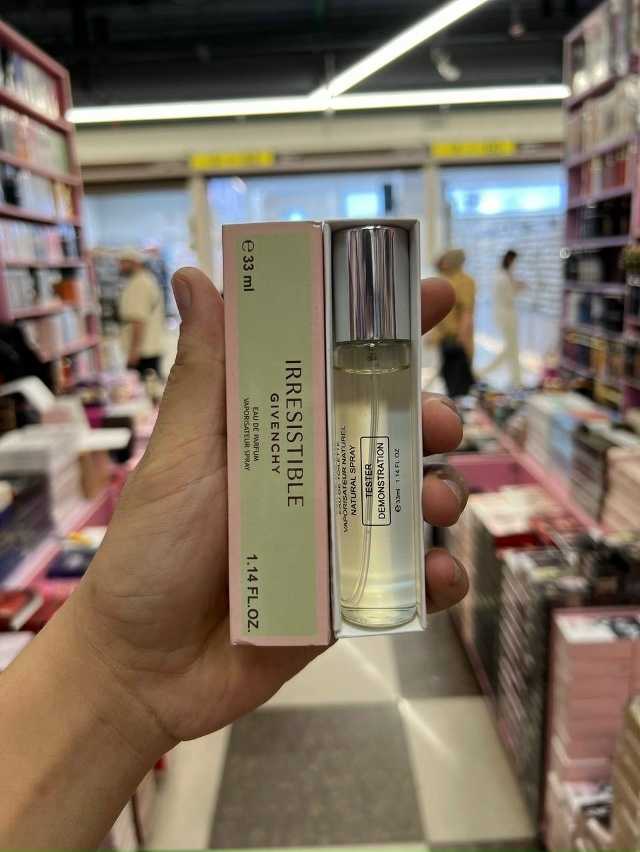 ℮ 33 ml
IRRESISTIBLE
GIVENCHY
EAU DE PARFUM
VAPORISATEUR SPRAY
1.14 FL.OZ.
VAPORISATEUR NATUREL
NATURAL SPRAY
TESTER
DEMONSTRATION
℮ 33ml 1.14 FL OZ